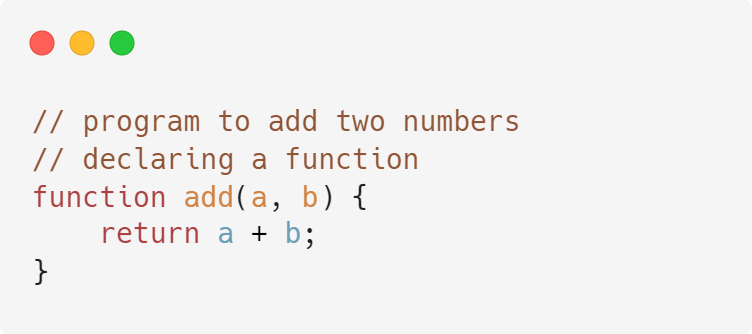 // program to add two numbers
// declaring a function
function add(a, b) {
    return a + b;
}